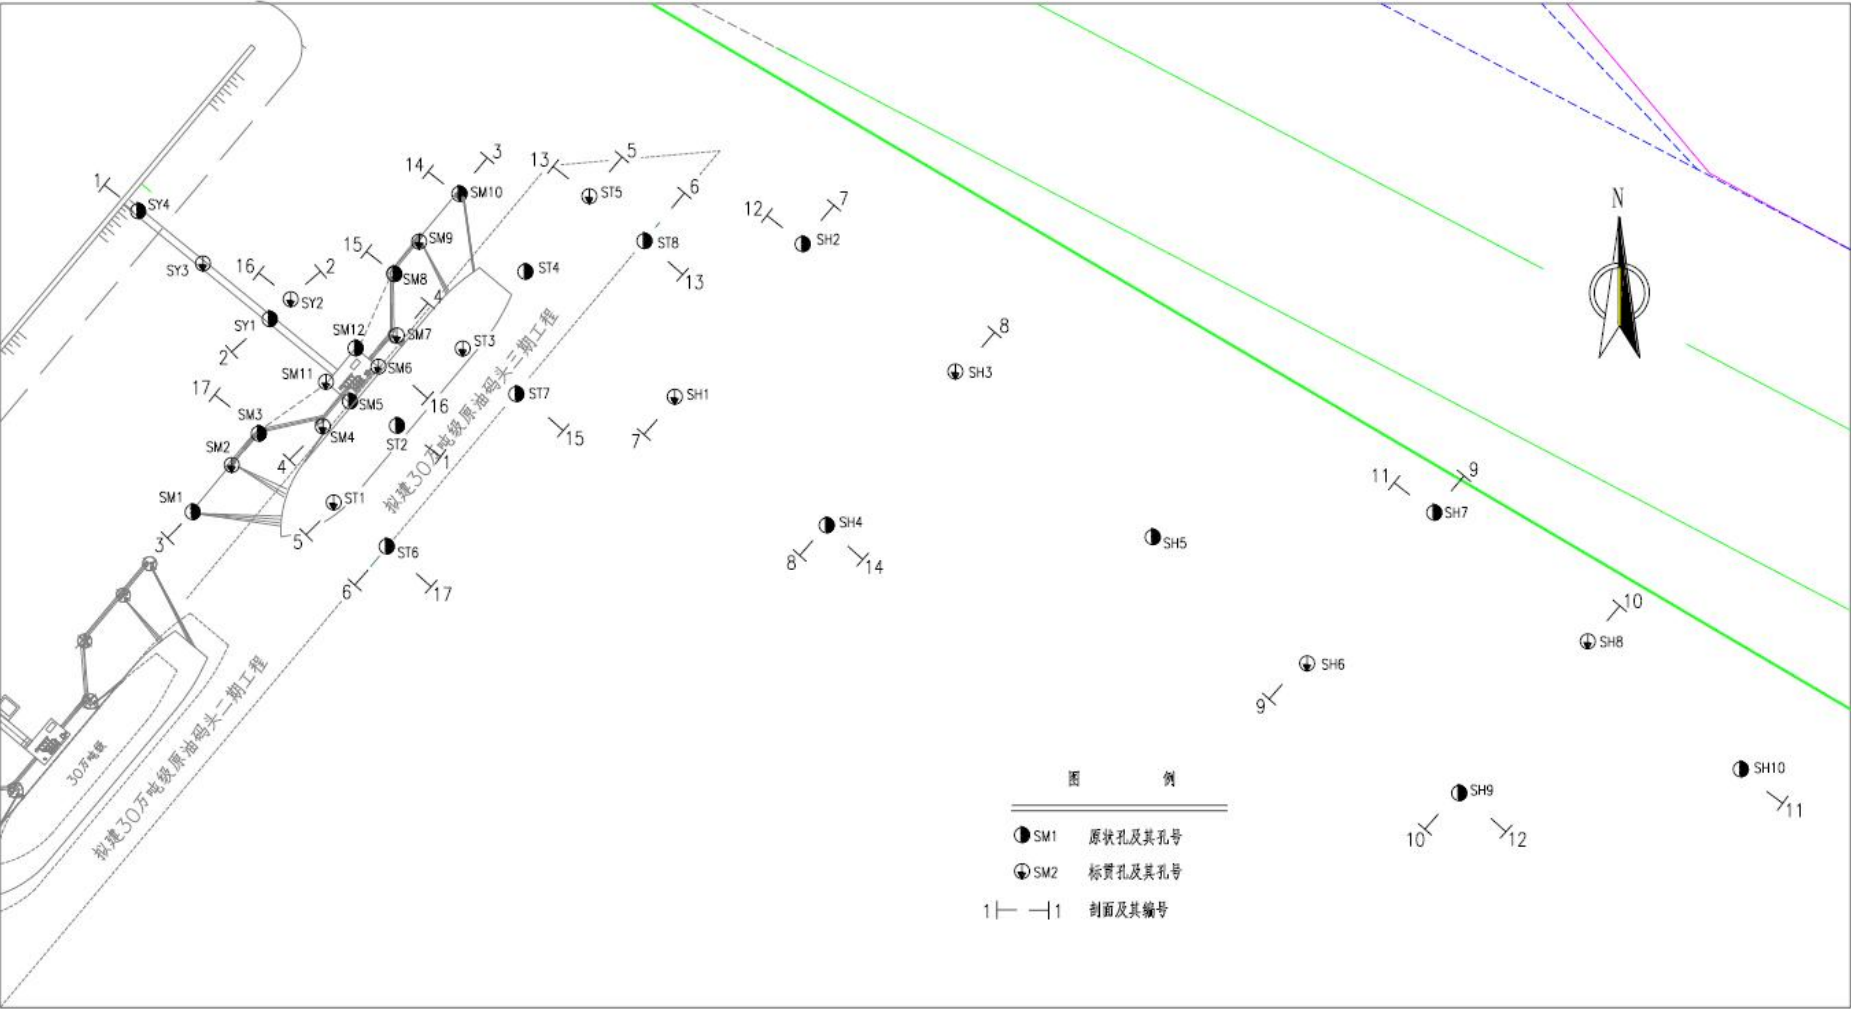 N
1
SY4
SY3
16
2
SY2
SY1
2
14
3
SM10
15
SM9
SM8
4
SM12
SM7
SM6
SM11
SM5
17
SM3
SM4
SM2
4
SM1
3
13
5
ST5
6
ST8
13
ST4
ST3
16
ST7
15
ST2
1
ST1
5
ST6
6
17
拟建30万吨级原油码头三期工程
拟建30万吨级原油码头二期工程
30万吨级
12
7
SH2
SH1
7
8
SH3
SH4
8
14
SH5
11
9
SH7
10
SH8
SH6
9
SH10
11
SH9
10
12
图 例
SM1 原状孔及其孔号
SM2 标贯孔及其孔号
1 1 剖面及其编号